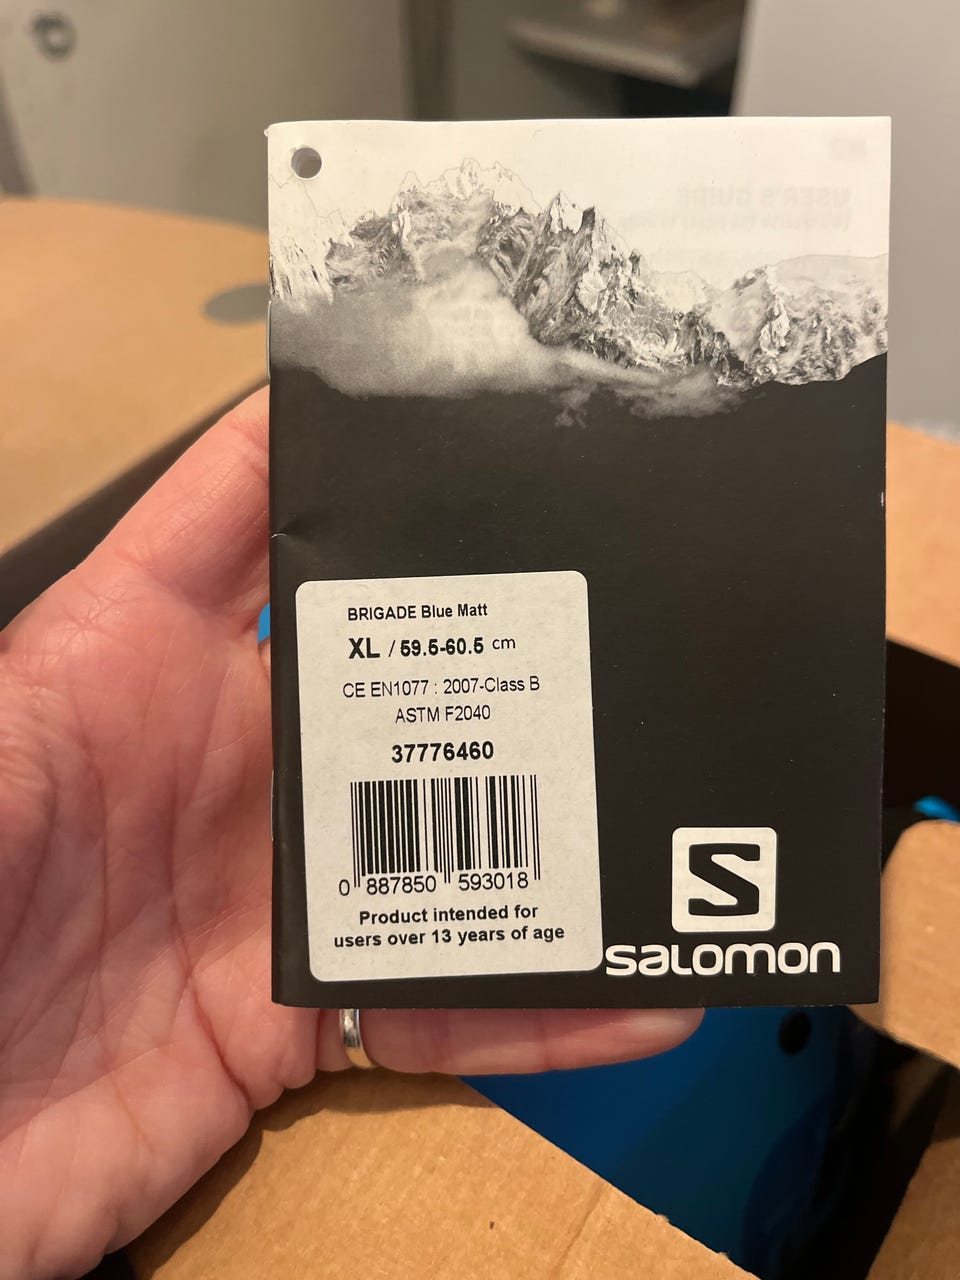 BRIGADE Blue Matt
XL / 59.5-60.5 cm
CE EN1077 : 2007-Class B
ASTM F2040
37776460
0 887850 593018
Product intended for
users over 13 years of age
S
salomon